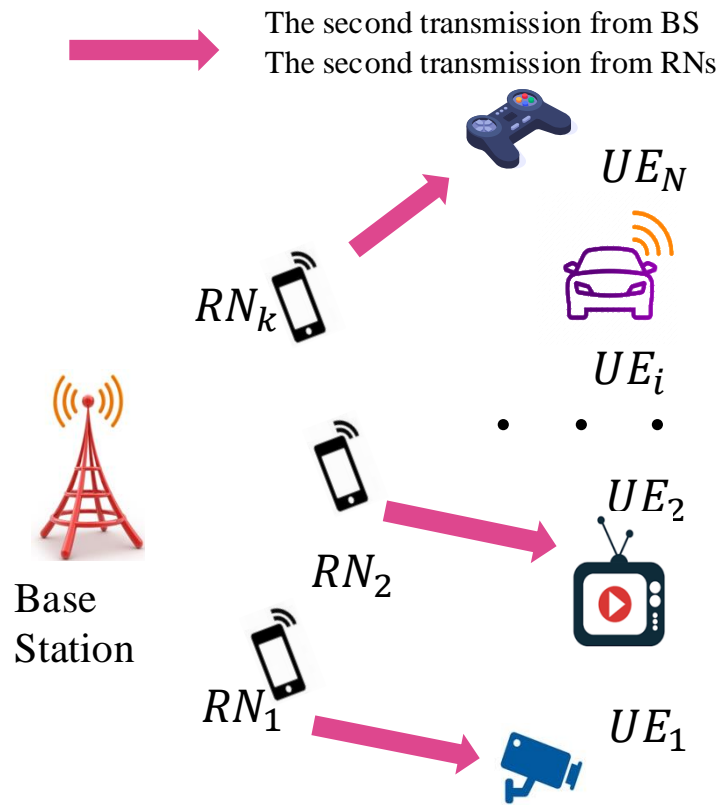 The second transmission from BS
The second transmission from RNs
UE_N
RN_k
UE_i
. . .
UE_2
RN_2
Base
Station
RN_1
UE_1